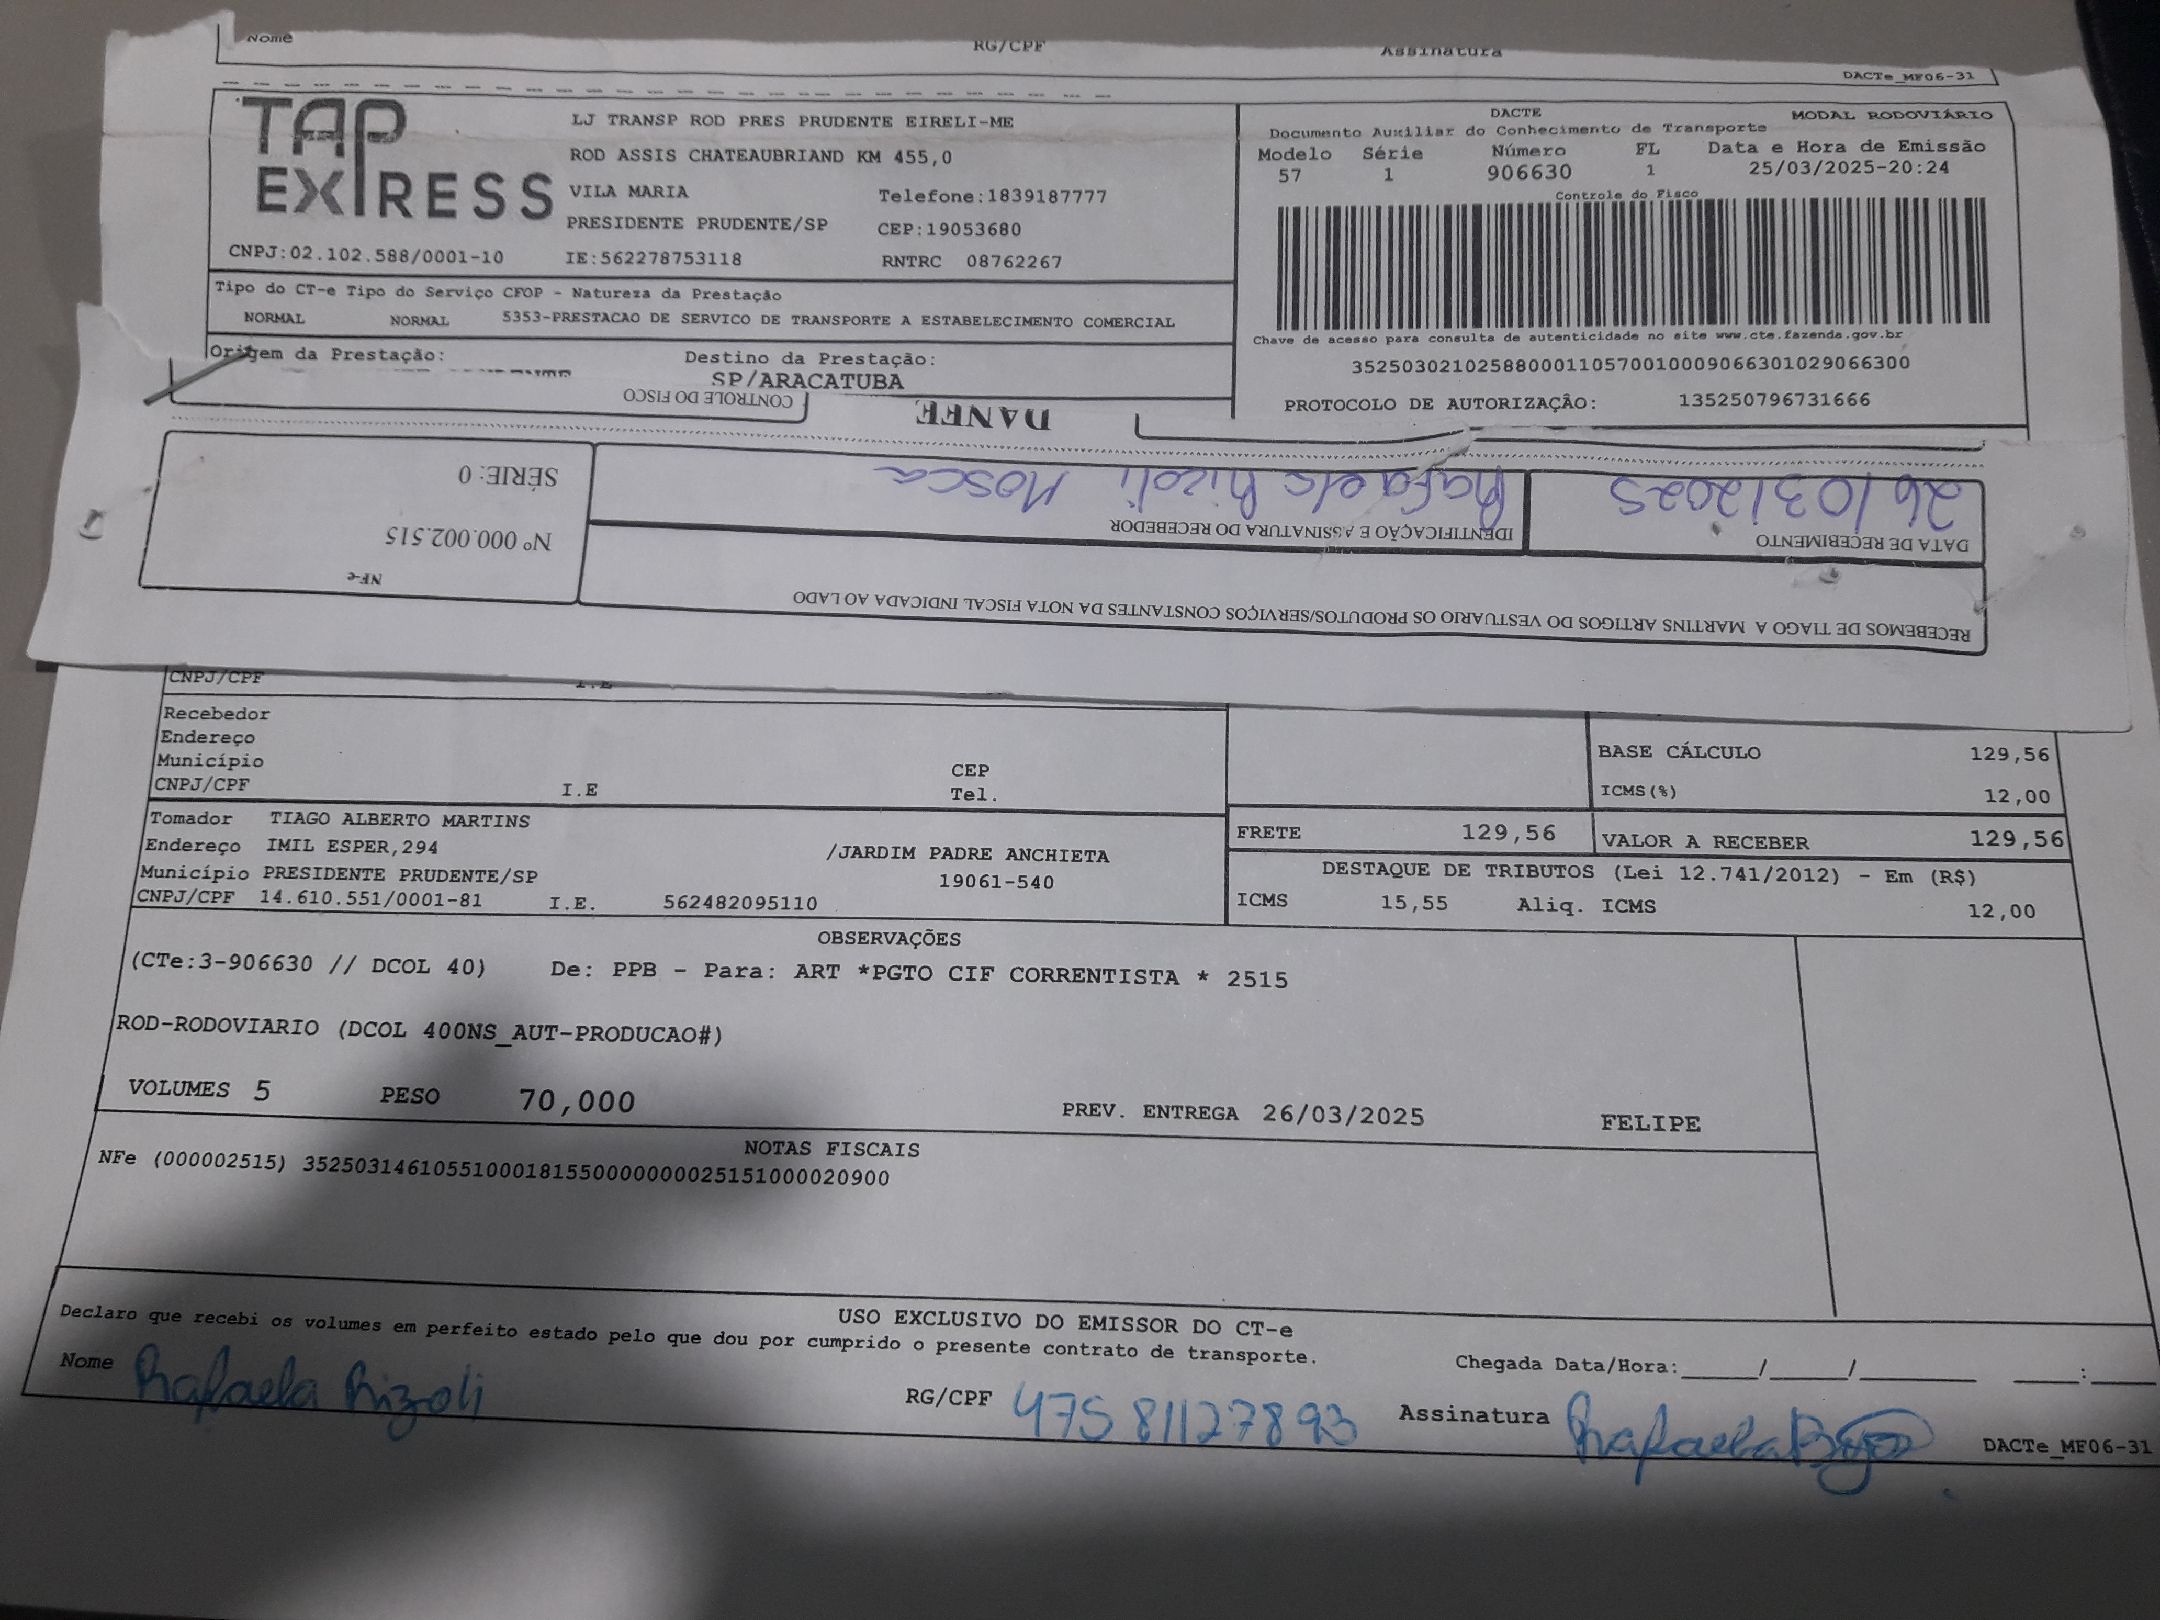 Nome RG/CPF Assinatura
DACTe_MF06-31
TAP EXPRESS
LJ TRANSP ROD PRES PRUDENTE EIRELI-ME
ROD ASSIS CHATEAUBRIAND KM 455,0
VILA MARIA Telefone:1839187777
PRESIDENTE PRUDENTE/SP CEP:19053680
CNPJ:02.102.588/0001-10 IE:562278753118 RNTRC 08762267
DACTE MODAL RODOVIÁRIO
Documento Auxiliar do Conhecimento de Transporte
Modelo Série Número FL Data e Hora de Emissão
57 1 906630 1 25/03/2025-20:24
Controle do Fisco
Chave de acesso para consulta de autenticidade no site www.cte.fazenda.gov.br
35250302102588000110570010009066301029066300
PROTOCOLO DE AUTORIZAÇÃO: 135250796731666
Tipo do CT-e Tipo do Serviço CFOP - Natureza da Prestação
NORMAL NORMAL 5353-PRESTACAO DE SERVICO DE TRANSPORTE A ESTABELECIMENTO COMERCIAL
Origem da Prestação: Destino da Prestação:
SP/ARACATUBA
RECEBEMOS DE TIAGO A MARTINS ARTIGOS DO VESTUARIO OS PRODUTOS/SERVIÇOS CONSTANTES DA NOTA FISCAL INDICADA AO LADO
NF-e
Nº 000.002.515
SÉRIE: 0
DATA DE RECEBIMENTO
26/03/2025
IDENTIFICAÇÃO E ASSINATURA DO RECEBEDOR
Rafaela Rizoli Mosca
DANFE
CONTROLE DO FISCO
CNPJ/CPF I.E
Recebedor
Endereço
Município CEP
CNPJ/CPF I.E Tel.
BASE CÁLCULO 129,56
ICMS(%) 12,00
FRETE 129,56 VALOR A RECEBER 129,56
Tomador TIAGO ALBERTO MARTINS
Endereço IMIL ESPER,294 /JARDIM PADRE ANCHIETA
Município PRESIDENTE PRUDENTE/SP 19061-540
CNPJ/CPF 14.610.551/0001-81 I.E. 562482095110
DESTAQUE DE TRIBUTOS (Lei 12.741/2012) - Em (R$)
ICMS 15,55 Aliq. ICMS 12,00
OBSERVAÇÕES
(CTe:3-906630 // DCOL 40) De: PPB - Para: ART *PGTO CIF CORRENTISTA * 2515
ROD-RODOVIARIO (DCOL 400NS_AUT-PRODUCAO#)
VOLUMES 5 PESO 70,000 PREV. ENTREGA 26/03/2025 FELIPE
NOTAS FISCAIS
NFe (000002515) 35250314610551000181550000000025151000020900
USO EXCLUSIVO DO EMISSOR DO CT-e
Declaro que recebi os volumes em perfeito estado pelo que dou por cumprido o presente contrato de transporte.
Chegada Data/Hora:_____/_____/_______ ____:____
Nome Rafaela Rizoli RG/CPF 47581127893 Assinatura Rafaela
DACTe_MF06-31